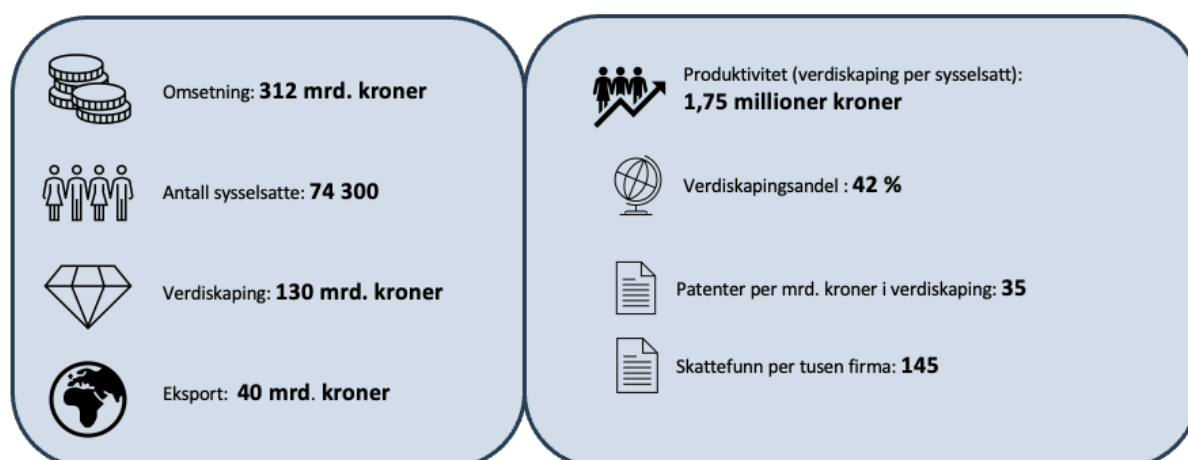 Omsetning: 312 mrd. kroner
Antall sysselsatte: 74 300
Verdiskaping: 130 mrd. kroner
Eksport: 40 mrd. kroner
Produktivitet (verdiskaping per sysselsatt):
1,75 millioner kroner
Verdiskapingsandel : 42 %
Patenter per mrd. kroner i verdiskaping: 35
Skattefunn per tusen firma: 145